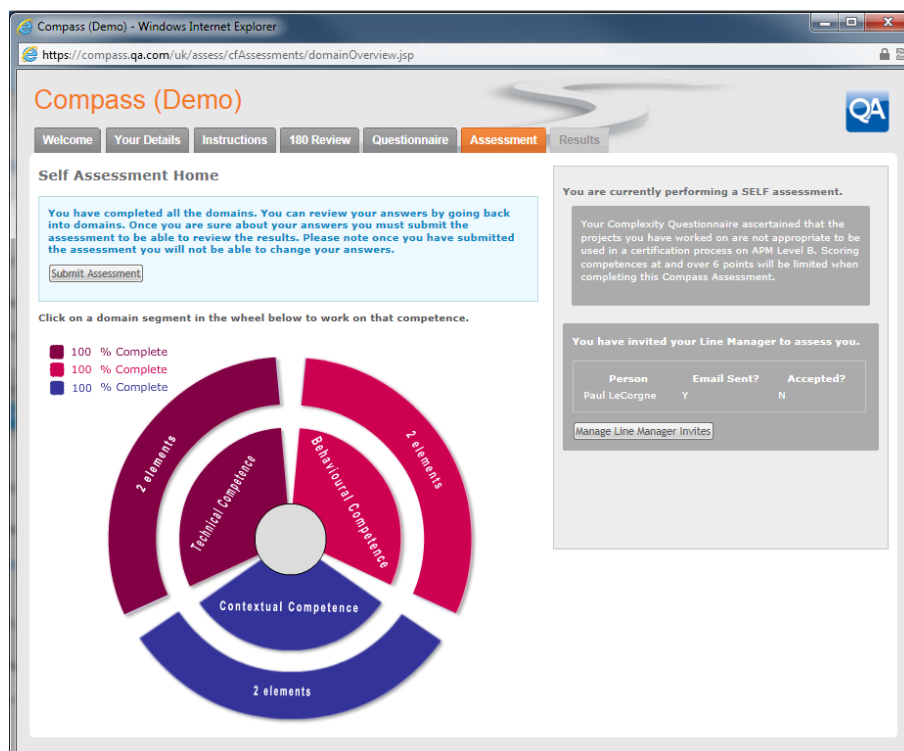 Compass (Demo) - Windows Internet Explorer
https://compass.qa.com/uk/assess/cfAssessments/domainOverview.jsp
Compass (Demo)
QA
Welcome
Your Details
Instructions
180 Review
Questionnaire
Assessment
Results
Self Assessment Home
You have completed all the domains. You can review your answers by going back
into domains. Once you are sure about your answers you must submit the
assessment to be able to review the results. Please note once you have submitted
the assessment you will not be able to change your answers.
Submit Assessment
Click on a domain segment in the wheel below to work on that competence.
100 % Complete
100 % Complete
100 % Complete
2 elements
Technical Competence
Behavioural Competence
2 elements
Contextual Competence
2 elements
You are currently performing a SELF assessment.
Your Complexity Questionnaire ascertained that the
projects you have worked on are not appropriate to be
used in a certification process on APM Level B. Scoring
competences at and over 6 points will be limited when
completing this Compass Assessment.
You have invited your Line Manager to assess you.
Person Email Sent? Accepted?
Paul LeCorgne Y N
Manage Line Manager Invites